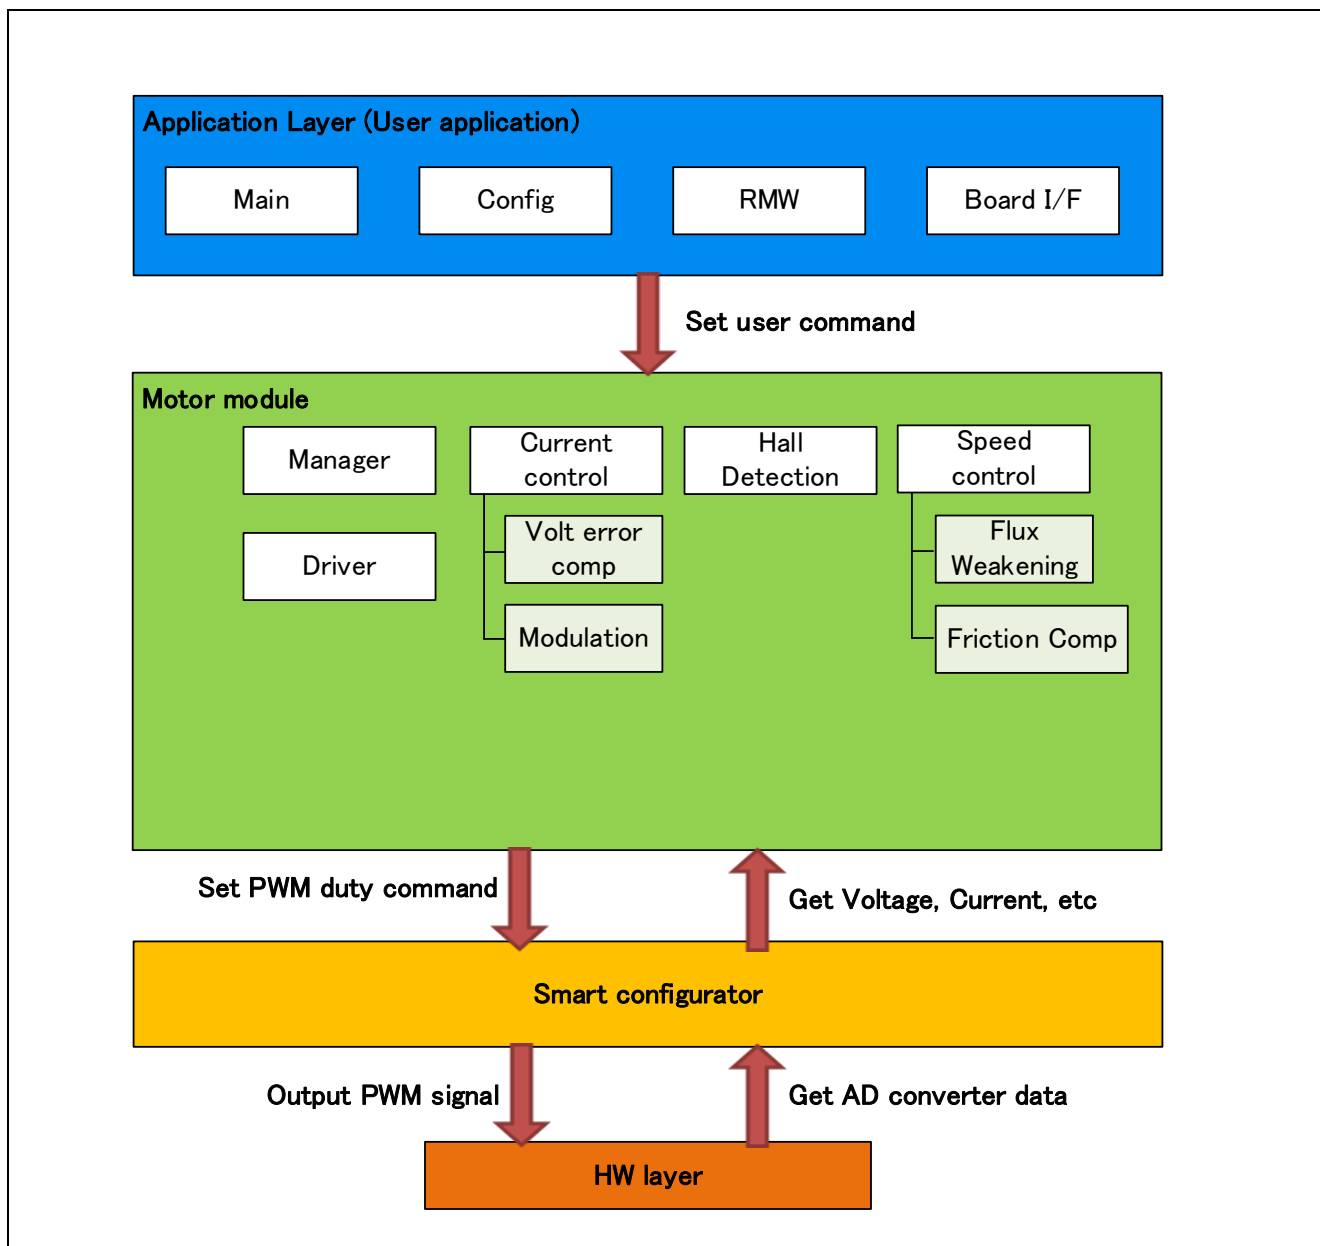 Application Layer (User application)
Main
Config
RMW
Board I/F
Set user command
Motor module
Manager
Current
control
Hall
Detection
Speed
control
Driver
Volt error
comp
Modulation
Flux
Weakening
Friction Comp
Set PWM duty command
Get Voltage, Current, etc
Smart configurator
Output PWM signal
Get AD converter data
HW layer